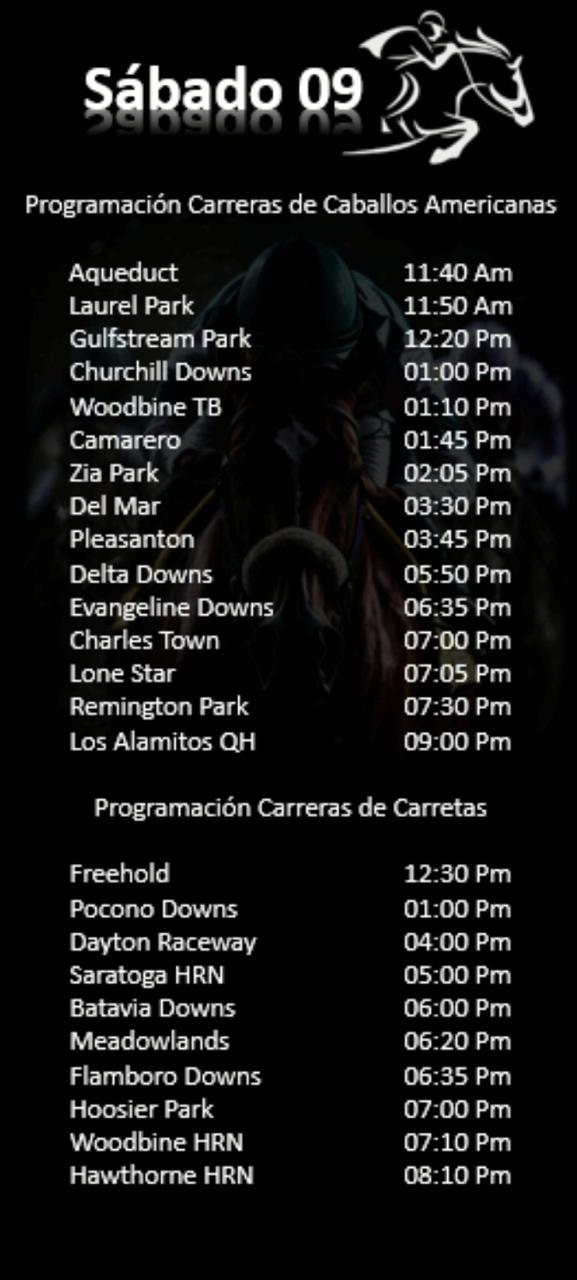 Sábado 09
Programación Carreras de Caballos Americanas
Aqueduct 11:40 Am
Laurel Park 11:50 Am
Gulfstream Park 12:20 Pm
Churchill Downs 01:00 Pm
Woodbine TB 01:10 Pm
Camarero 01:45 Pm
Zia Park 02:05 Pm
Del Mar 03:30 Pm
Pleasanton 03:45 Pm
Delta Downs 05:50 Pm
Evangeline Downs 06:35 Pm
Charles Town 07:00 Pm
Lone Star 07:05 Pm
Remington Park 07:30 Pm
Los Alamitos QH 09:00 Pm
Programación Carreras de Carretas
Freehold 12:30 Pm
Pocono Downs 01:00 Pm
Dayton Raceway 04:00 Pm
Saratoga HRN 05:00 Pm
Batavia Downs 06:00 Pm
Meadowlands 06:20 Pm
Flamboro Downs 06:35 Pm
Hoosier Park 07:00 Pm
Woodbine HRN 07:10 Pm
Hawthorne HRN 08:10 Pm